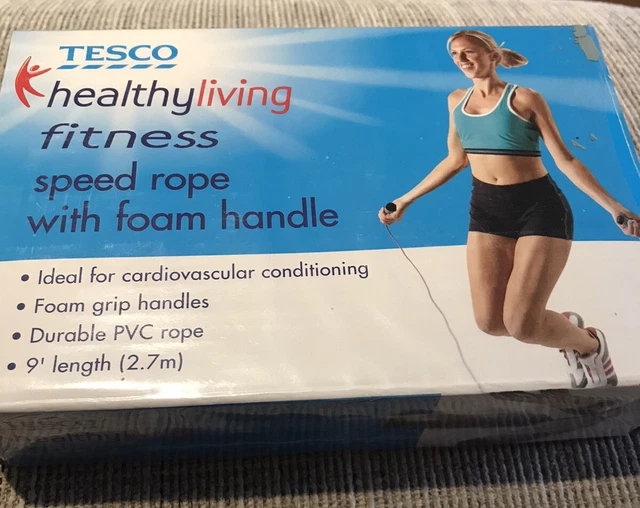 TESCO
healthyliving
fitness
speed rope
with foam handle
• Ideal for cardiovascular conditioning
• Foam grip handles
• Durable PVC rope
• 9' length (2.7m)